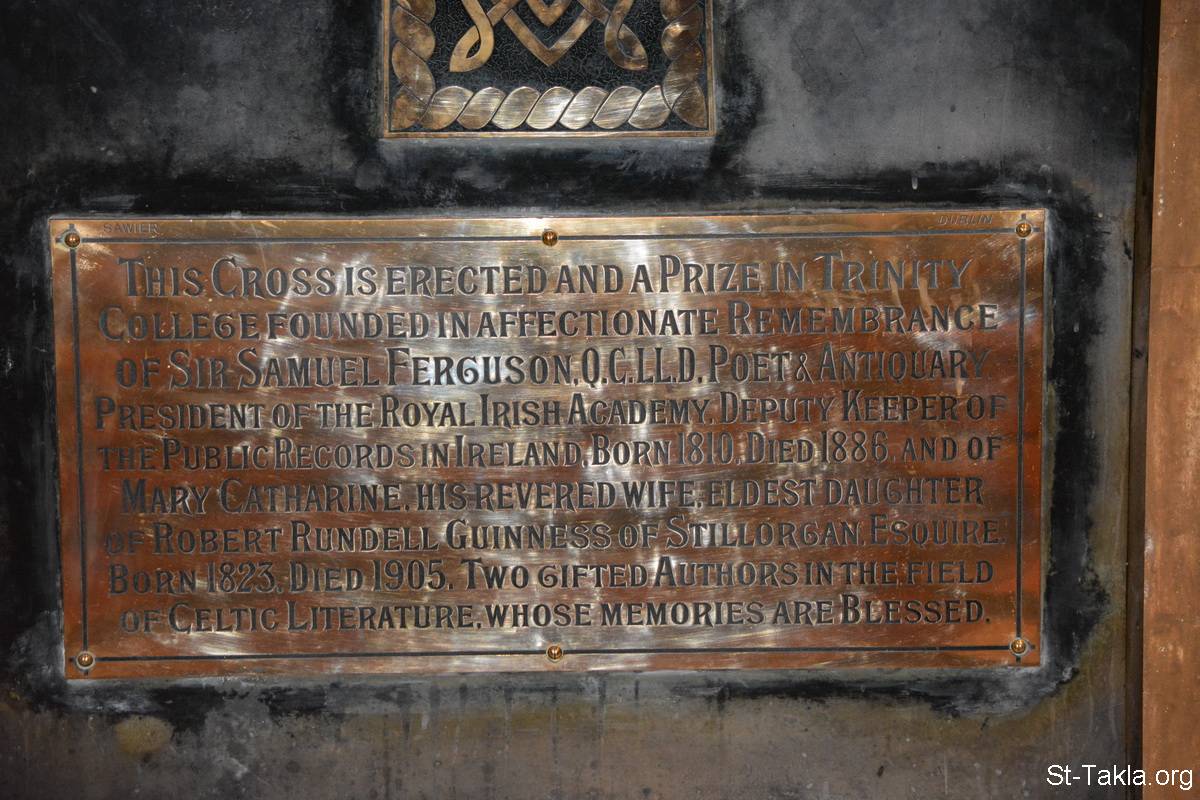 SAWIER DUBLIN
THIS CROSS IS ERECTED AND A PRIZE IN TRINITY
COLLEGE FOUNDED IN AFFECTIONATE REMEMBRANCE
OF SIR SAMUEL FERGUSON, Q.C. LL.D. POET & ANTIQUARY
PRESIDENT OF THE ROYAL IRISH ACADEMY, DEPUTY KEEPER OF
THE PUBLIC RECORDS IN IRELAND, BORN 1810, DIED 1886, AND OF
MARY CATHARINE, HIS REVERED WIFE, ELDEST DAUGHTER
OF ROBERT RUNDELL GUINNESS OF STILLORGAN, ESQUIRE,
BORN 1823, DIED 1905. TWO GIFTED AUTHORS IN THE FIELD
OF CELTIC LITERATURE, WHOSE MEMORIES ARE BLESSED.
St-Takla.org